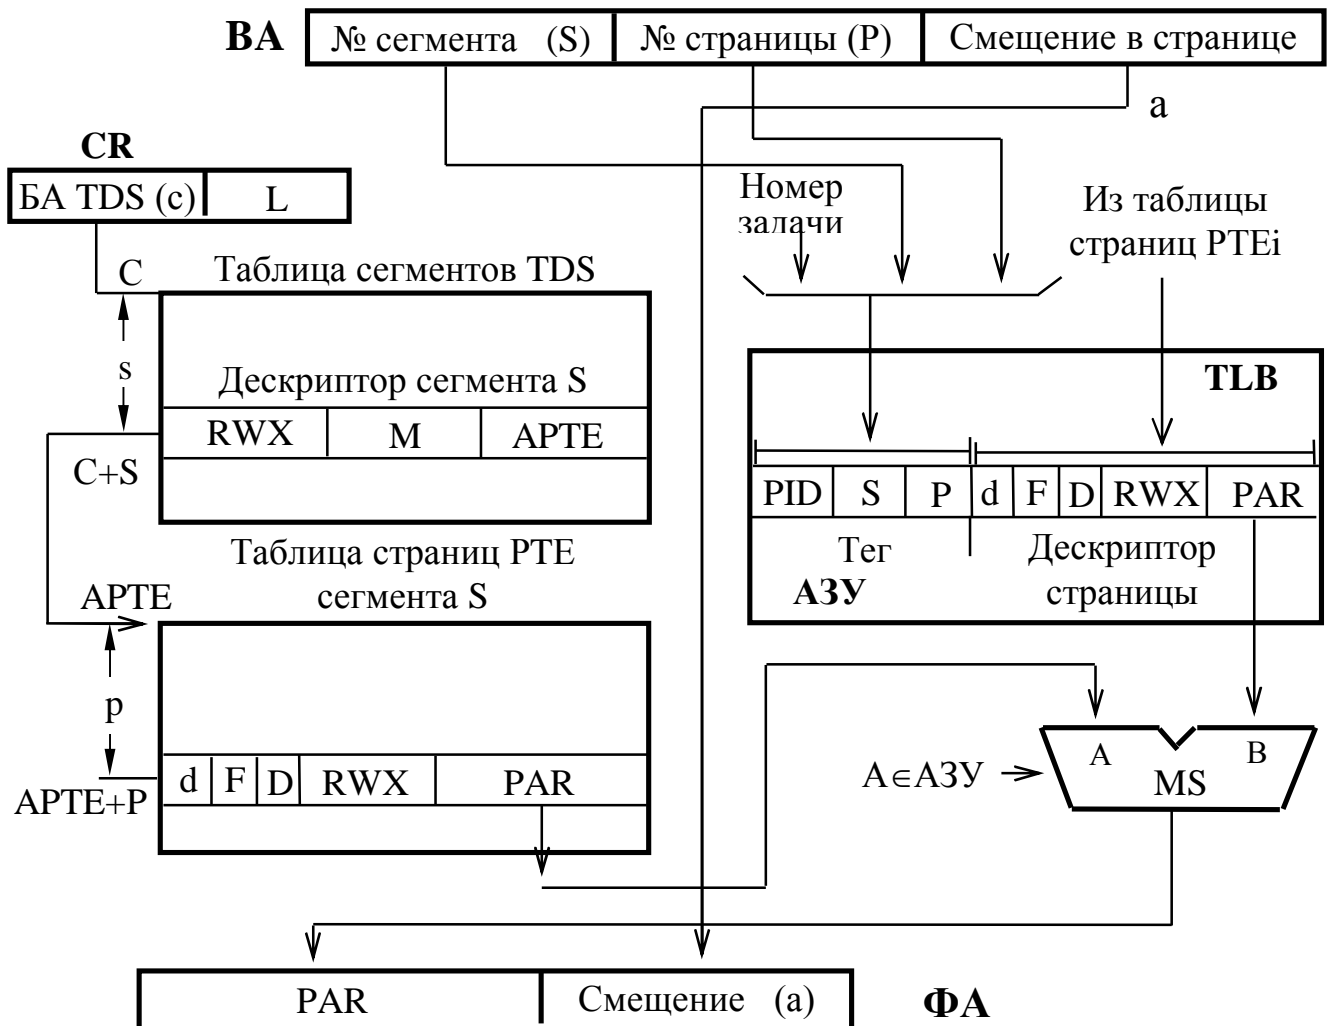 ВА
№ сегмента (S)
№ страницы (P)
Смещение в странице
а
CR
БА TDS (c)
L
Номер задачи
Из таблицы
страниц PTEi
C
Таблица сегментов TDS
s
Дескриптор сегмента S
RWX
M
APTE
C+S
TLB
PID
S
P
d
F
D
RWX
PAR
Тег
АЗУ
Дескриптор
страницы
Таблица страниц PTE
сегмента S
APTE
p
d
F
D
RWX
PAR
APTE+P
A∈АЗУ
A
B
MS
PAR
Смещение (a)
ФА